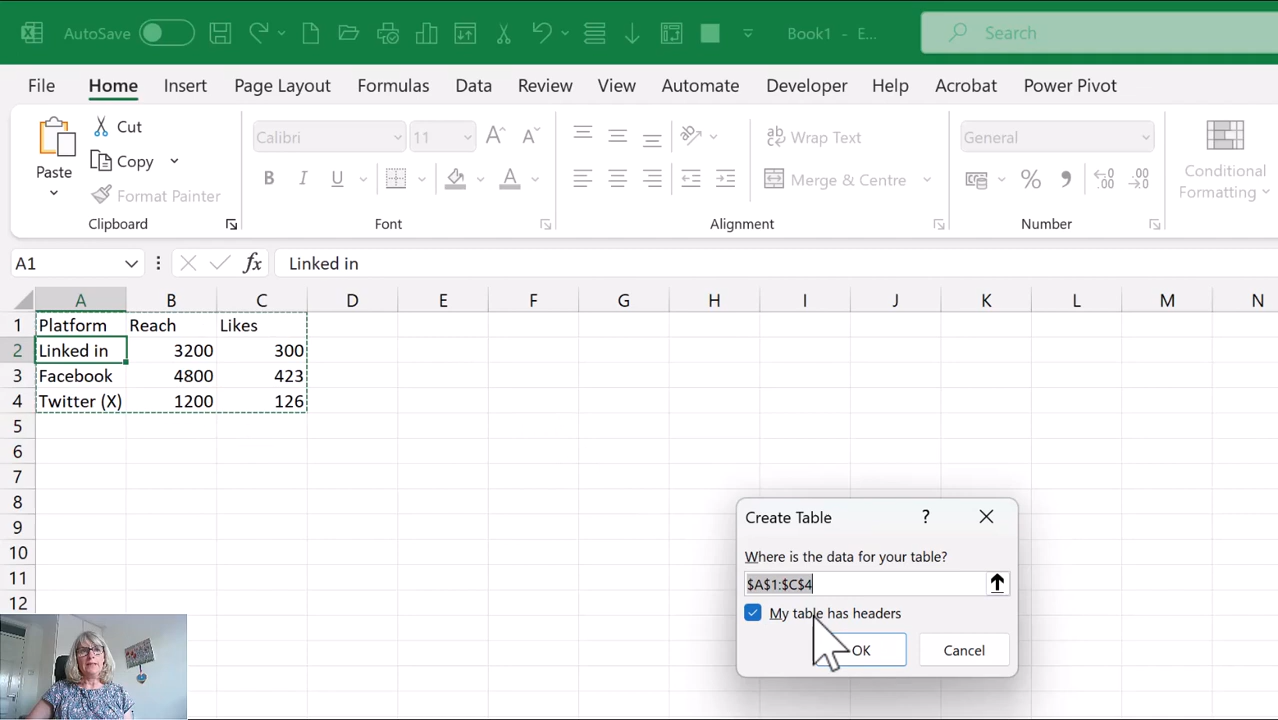 AutoSave
Book1 - E...
Search
File Home Insert Page Layout Formulas Data Review View Automate Developer Help Acrobat Power Pivot
Paste
Cut
Copy
Format Painter
Clipboard
Calibri 11
B I U A
Font
Wrap Text
Merge & Centre
Alignment
General
% 9 .00 .00
Number
Conditional
Formatting
A1 fx Linked in
A B C D E F G H I J K L M N
1 Platform Reach Likes
2 Linked in 3200 300
3 Facebook 4800 423
4 Twitter (X) 1200 126
5
6
7
8
9
10
11
12
Create Table ?
Where is the data for your table?
$A$1:$C$4
My table has headers
OK Cancel